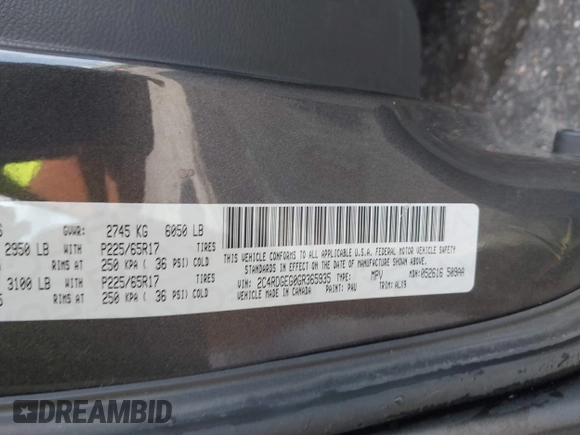 GVWR: 2745 KG 6050 LB
2950 LB WITH P225/65R17 TIRES
RIMS AT 250 KPA ( 36 PSI) COLD
3100 LB WITH P225/65R17 TIRES
RIMS AT 250 KPA ( 36 PSI) COLD
THIS VEHICLE CONFORMS TO ALL APPLICABLE U.S.A. FEDERAL MOTOR VEHICLE SAFETY
STANDARDS IN EFFECT ON THE DATE OF MANUFACTURE SHOWN ABOVE.
VIN: 2C4RDGEG0GR365935 MPV MDH: 052616 509AA
VEHICLE MADE IN CANADA PAINT: PAU TRIM: ALX9
DREAMBID